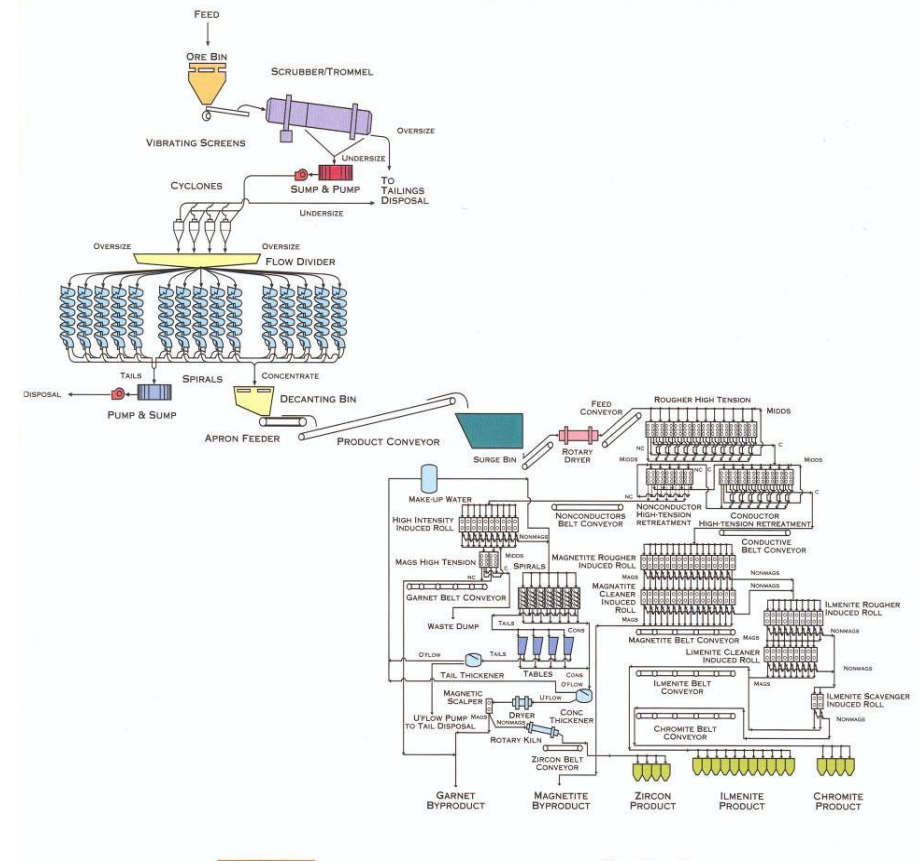 FEED
ORE BIN
SCRUBBER/TROMMEL
OVERSIZE
VIBRATING SCREENS
UNDERSIZE
SUMP & PUMP
TO
TAILINGS
DISPOSAL
CYCLONES
UNDERSIZE
OVERSIZE
OVERSIZE
FLOW DIVIDER
TAILS
SPIRALS
CONCENTRATE
DISPOSAL
PUMP & SUMP
DECANTING BIN
APRON FEEDER
PRODUCT CONVEYOR
SURGE BIN
FEED
CONVEYOR
ROTARY
DRYER
ROUGHER HIGH TENSION
MIDDS
NC
C
MIDDS
NC
C
MIDDS
NC
C
NONCONDUCTORS
BELT CONVEYOR
NONCONDUCTOR
HIGH-TENSION
RETREATMENT
CONDUCTOR
HIGH-TENSION RETREATMENT
CONDUCTIVE
BELT CONVEYOR
MAKE-UP WATER
HIGH INTENSITY
INDUCED ROLL
NONMAGS
MAGS HIGH TENSION
MIDDS
NC
C
SPIRALS
GARNET BELT CONVEYOR
WASTE DUMP
TAILS
CONS
MAGNETITE ROUGHER
INDUCED ROLL
NONMAGS
MAGS
MAGNATITE
CLEANER
INDUCED
ROLL
NONMAGS
MAGS
MAGNETITE BELT CONVEYOR
ILMENITE ROUGHER
INDUCED ROLL
MAGS
NONMAGS
LIMENITE CLEANER
INDUCED ROLL
NONMAGS
MAGS
ILMENITE BELT
CONVEYOR
ILMENITE SCAVENGER
INDUCED ROLL
NONMAGS
CHROMITE BELT
CONVEYOR
O'FLOW
TAILS
TAIL THICKENER
TABLES
CONS
O'FLOW
U'FLOW
CONC
THICKENER
MAGNETIC
SCALPER
MAGS
DRYER
NONMAGS
ROTARY KILN
U'FLOW PUMP
TO TAIL DISPOSAL
ZIRCON BELT
CONVEYOR
GARNET
BYPRODUCT
MAGNETITE
BYPRODUCT
ZIRCON
PRODUCT
ILMENITE
PRODUCT
CHROMITE
PRODUCT